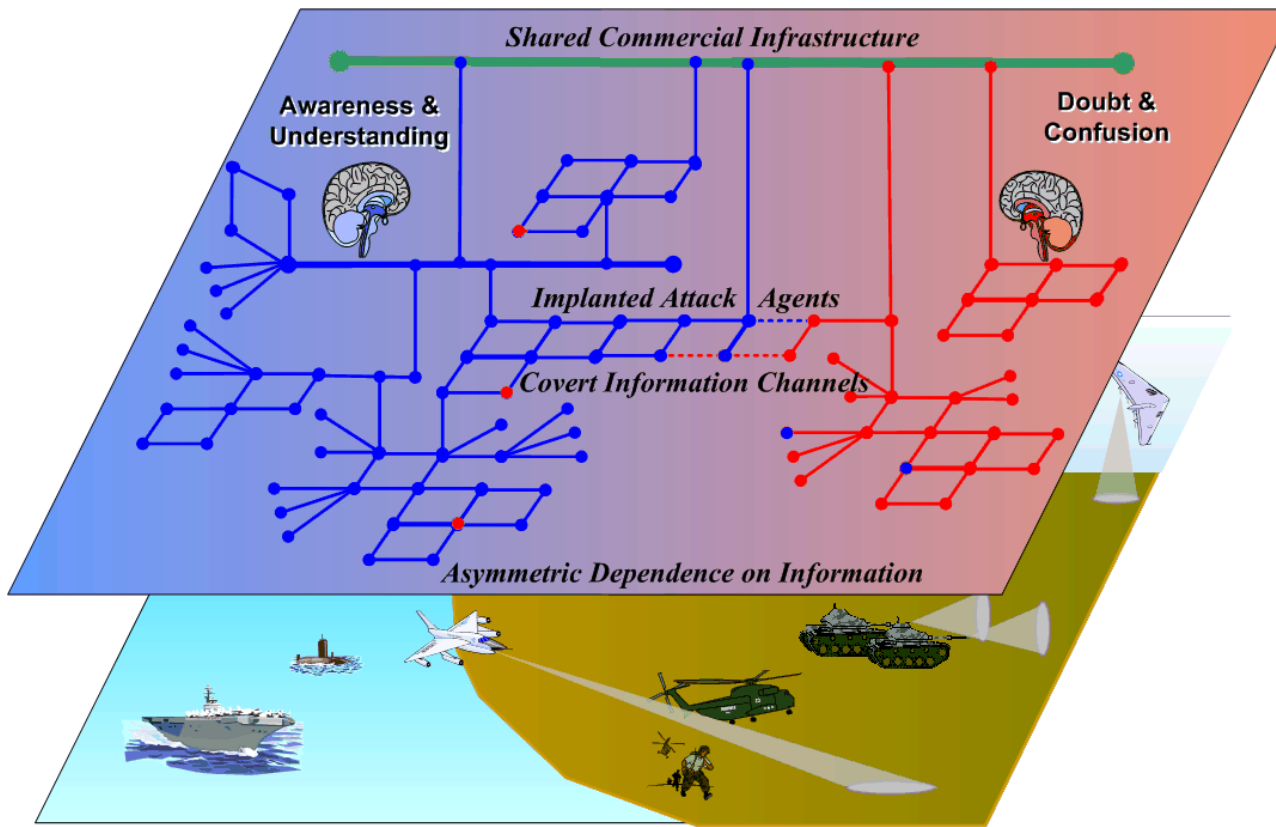 Shared Commercial Infrastructure
Awareness &
Understanding
Doubt &
Confusion
Implanted Attack Agents
Covert Information Channels
Asymmetric Dependence on Information